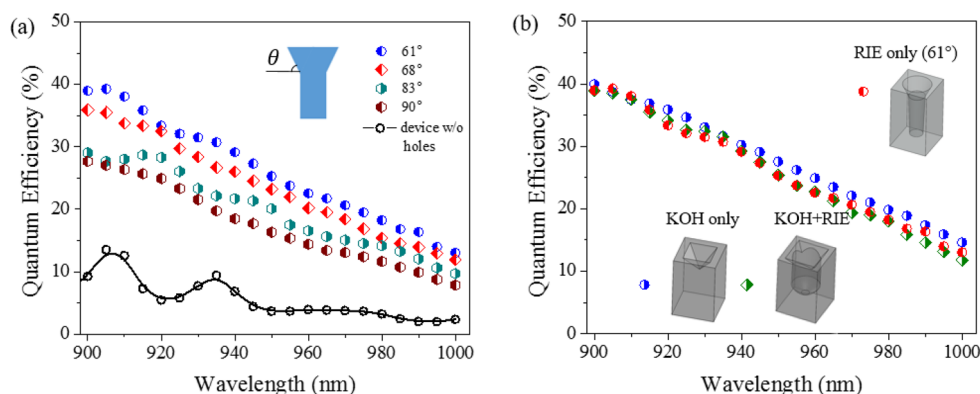 (a)
Quantum Efficiency (%)
50
40
30
20
10
0
900
920
940
960
980
1000
Wavelength (nm)
θ
61°
68°
83°
90°
device w/o
holes
(b)
Quantum Efficiency (%)
50
40
30
20
10
0
900
920
940
960
980
1000
Wavelength (nm)
RIE only (61°)
KOH only
KOH+RIE